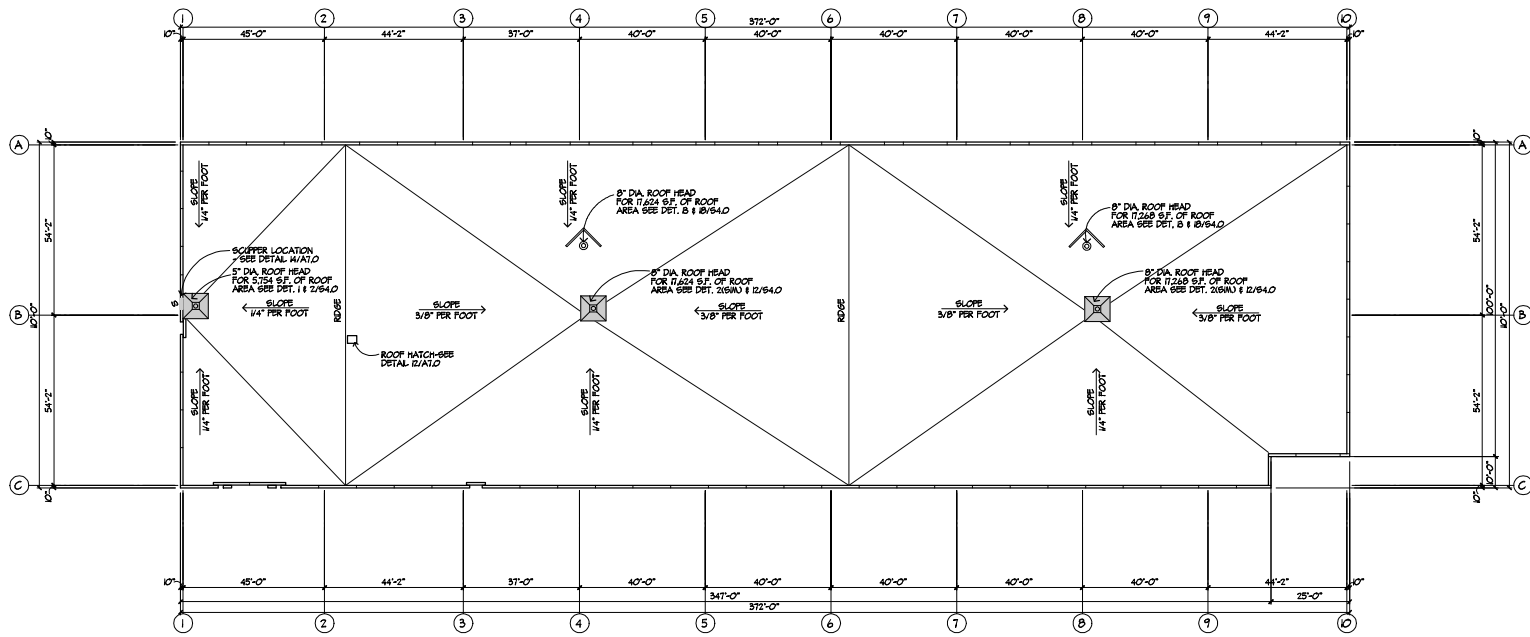 1 2 3 4 5 6 7 8 9 10
372'-0"
10" 45'-0" 44'-2" 37'-0" 40'-0" 40'-0" 40'-0" 40'-0" 40'-0" 44'-2" 10"
A
A
10"
10"
SLOPE
1/4" PER FOOT
SLOPE
1/4" PER FOOT
SLOPE
1/4" PER FOOT
8" DIA. ROOF HEAD
FOR 17,624 S.F. OF ROOF
AREA SEE DET. 8 & 18/S4.0
8" DIA. ROOF HEAD
FOR 17,268 S.F. OF ROOF
AREA SEE DET. 8 & 18/S4.0
54'-2"
54'-2"
SCUPPER LOCATION
- SEE DETAIL 14/A7.0
5" DIA. ROOF HEAD
FOR 5,754 S.F. OF ROOF
AREA SEE DET. 1 & 2/S4.0
8" DIA. ROOF HEAD
FOR 17,624 S.F. OF ROOF
AREA SEE DET. 2(SIM.) & 12/S4.0
8" DIA. ROOF HEAD
FOR 17,268 S.F. OF ROOF
AREA SEE DET. 2(SIM.) & 12/S4.0
S
SLOPE
1/4" PER FOOT
RIDGE
SLOPE
3/8" PER FOOT
SLOPE
3/8" PER FOOT
RIDGE
SLOPE
3/8" PER FOOT
SLOPE
3/8" PER FOOT
B
110'-0"
100'-0"
110'-0"
B
ROOF HATCH-SEE
DETAIL 12/A7.0
SLOPE
1/4" PER FOOT
SLOPE
1/4" PER FOOT
SLOPE
1/4" PER FOOT
54'-2"
54'-2"
C
C
10"
10"
10'-0"
10" 45'-0" 44'-2" 37'-0" 40'-0" 40'-0" 40'-0" 40'-0" 40'-0" 44'-2" 10"
347'-0" 25'-0"
372'-0"
1 2 3 4 5 6 7 8 9 10